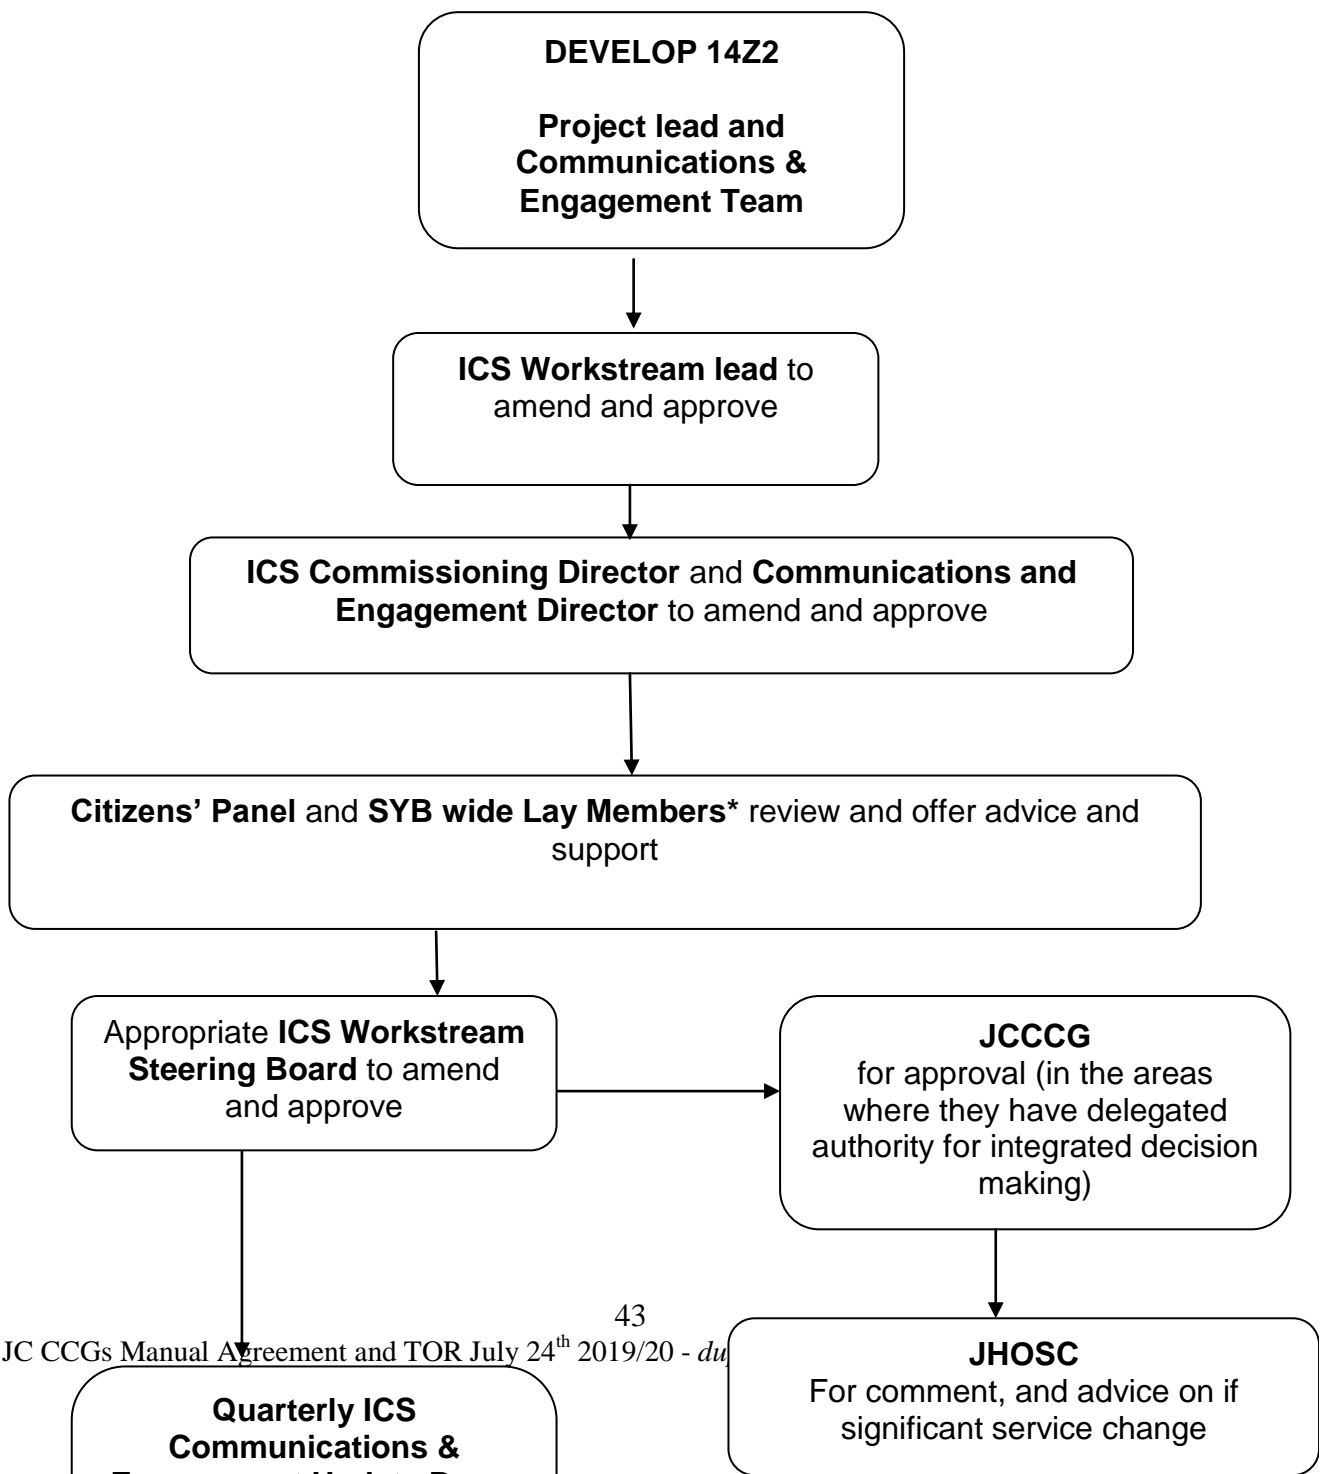 DEVELOP 14Z2
Project lead and
Communications &
Engagement Team
ICS Workstream lead to
amend and approve
ICS Commissioning Director and Communications and
Engagement Director to amend and approve
Citizens’ Panel and SYB wide Lay Members* review and offer advice and
support
Appropriate ICS Workstream
Steering Board to amend
and approve
JCCCG
for approval (in the areas
where they have delegated
authority for integrated decision
making)
43
JC CCGs Manual Agreement and TOR July 24th 2019/20 -
JHOSC
For comment, and advice on if
significant service change
Quarterly ICS
Communications &